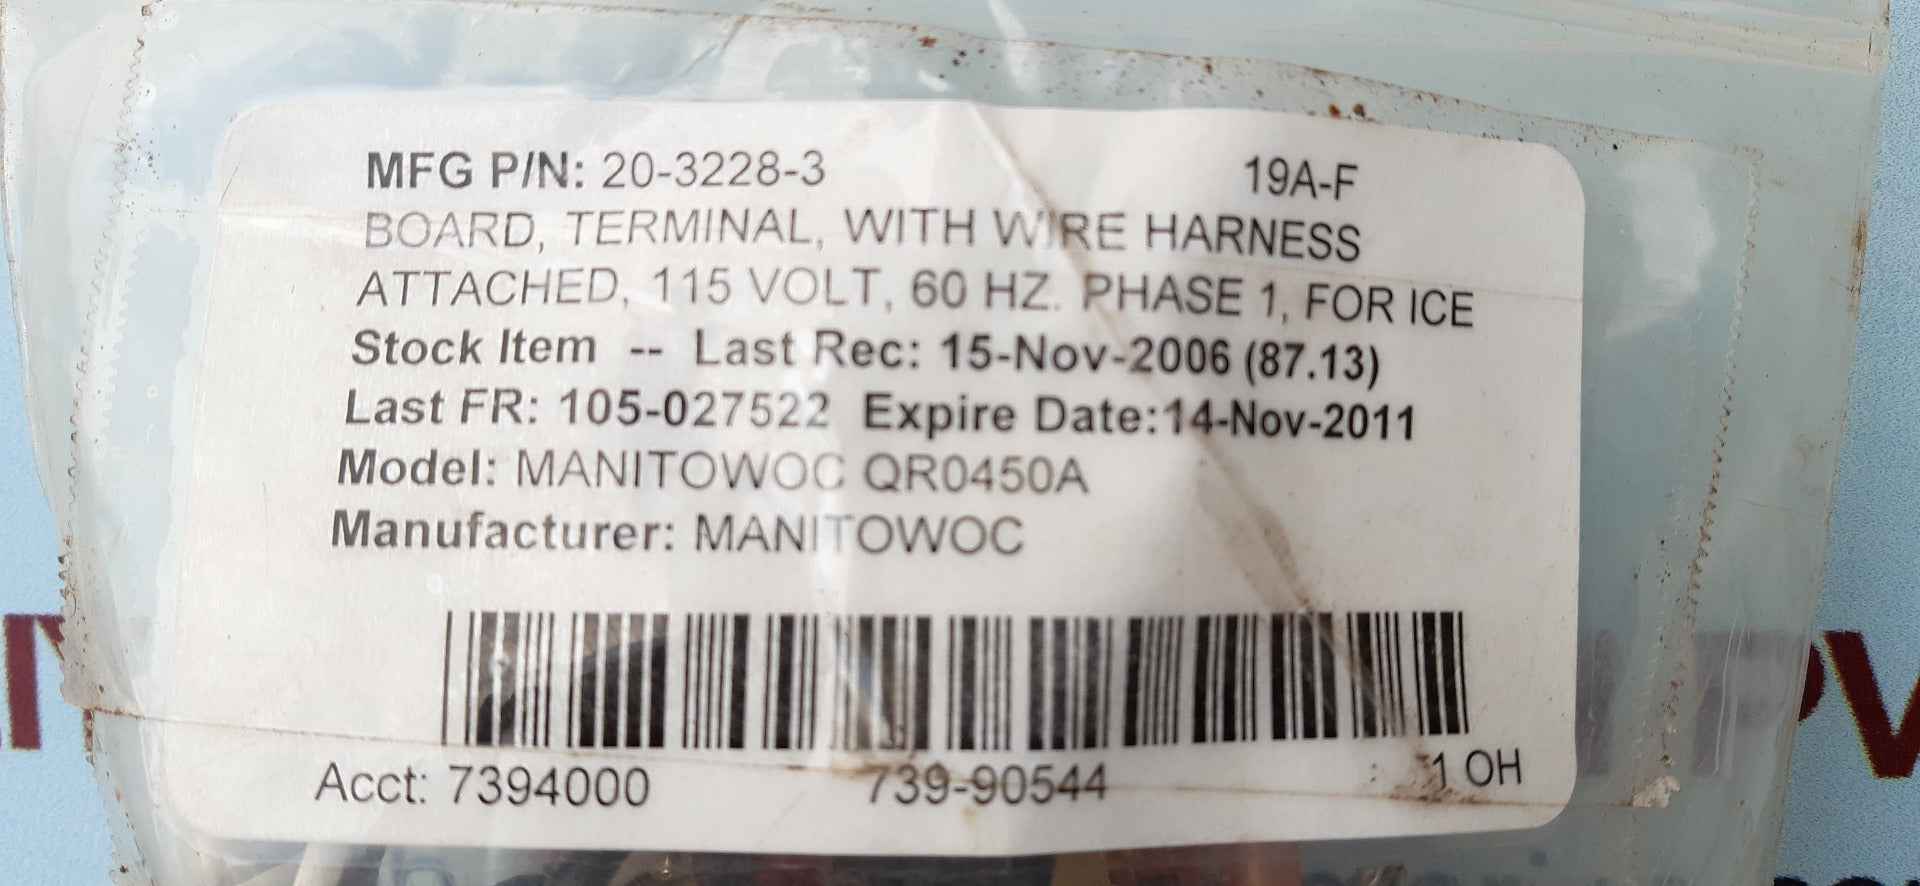 MFG P/N: 20-3228-3 19A-F
BOARD, TERMINAL, WITH WIRE HARNESS
ATTACHED, 115 VOLT, 60 HZ. PHASE 1, FOR ICE
Stock Item -- Last Rec: 15-Nov-2006 (87.13)
Last FR: 105-027522 Expire Date:14-Nov-2011
Model: MANITOWOC QR0450A
Manufacturer: MANITOWOC
Acct: 7394000 739-90544 : 1 OH